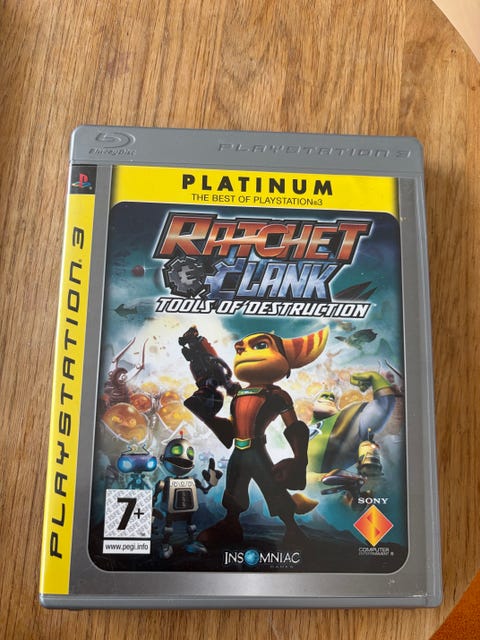 Blu-ray Disc
PLAYSTATION 3
PLATINUM
THE BEST OF PLAYSTATION®3
PLAYSTATION 3
RATCHET
CLANK
TOOLS OF DESTRUCTION
7+
www.pegi.info
INSOMNIAC
GAMES
SONY
COMPUTER
ENTERTAINMENT ®